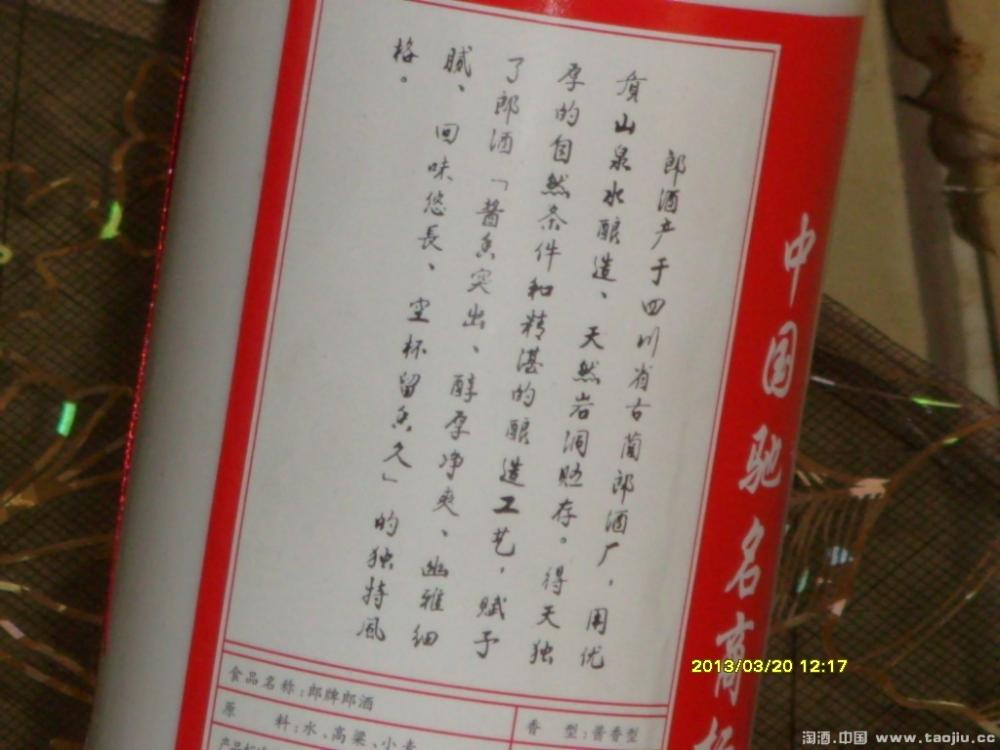 中国驰名商标
郎酒产于四川省古蔺郎酒厂，用优
质山泉水酿造、天然岩洞贮存。得天独
厚的自然条件和精湛的酿造工艺，赋予
了郎酒「酱香突出、醇厚净爽、幽雅细
腻、回味悠長、空杯留香久」的独特风
格。
食品名称:郎牌郎酒
原 料:水、高粱、小麦
香 型:酱香型
2013/03/20 12:17
淘酒.中国 www.taojiu.cc